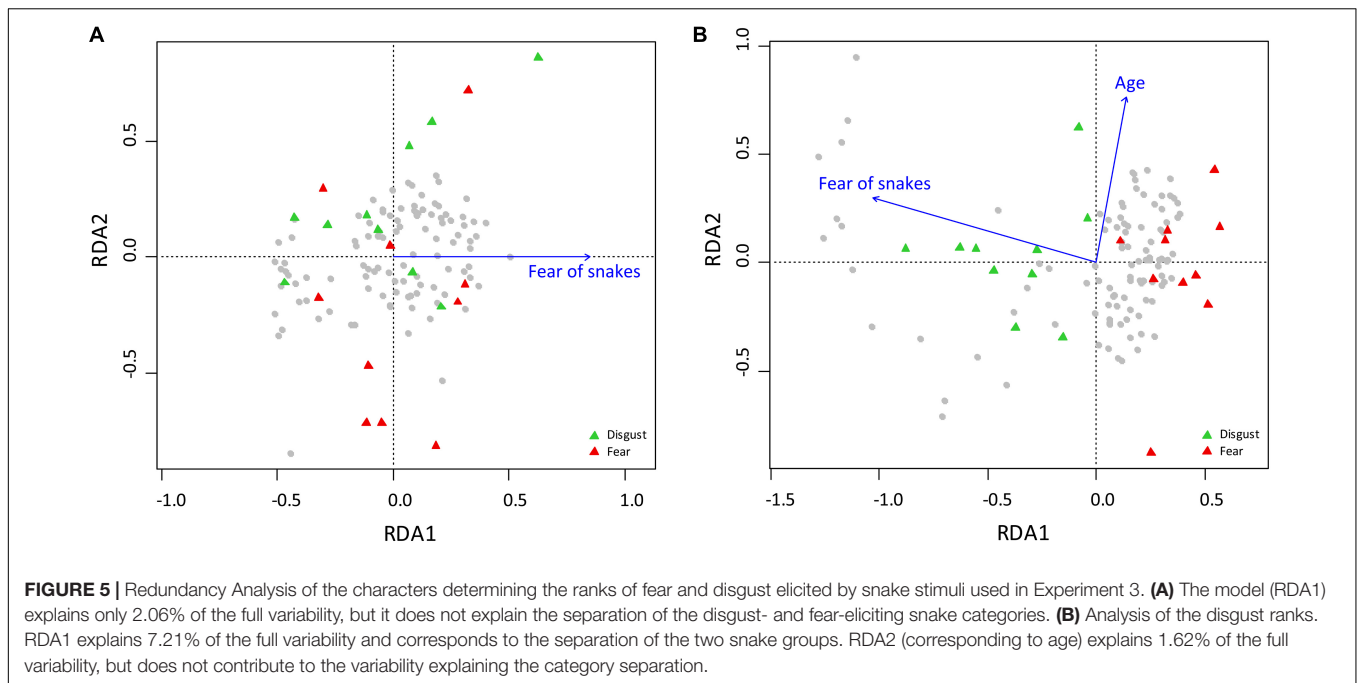 A
B
RDA2
0.5
0.0
-0.5
Fear of snakes
Disgust
Fear
-1.0
-0.5
0.0
0.5
1.0
RDA1
RDA2
1.0
0.5
0.0
-0.5
Age
Fear of snakes
Disgust
Fear
-1.5
-1.0
-0.5
0.0
0.5
RDA1
FIGURE 5 | Redundancy Analysis of the characters determining the ranks of fear and disgust elicited by snake stimuli used in Experiment 3. (A) The model (RDA1)
explains only 2.06% of the full variability, but it does not explain the separation of the disgust- and fear-eliciting snake categories. (B) Analysis of the disgust ranks.
RDA1 explains 7.21% of the full variability and corresponds to the separation of the two snake groups. RDA2 (corresponding to age) explains 1.62% of the full
variability, but does not contribute to the variability explaining the category separation.